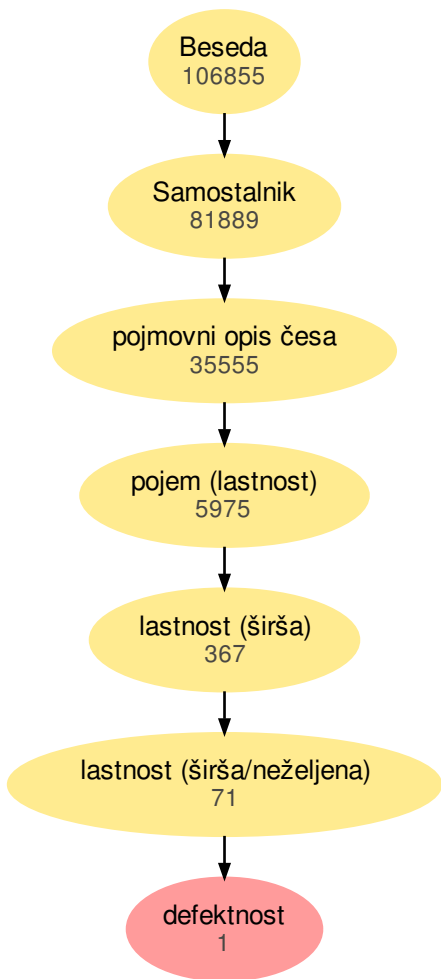 Beseda
106855
Samostalnik
81889
pojmovni opis česa
35555
pojem (lastnost)
5975
lastnost (širša)
367
lastnost (širša/neželjena)
71
defektnost
1